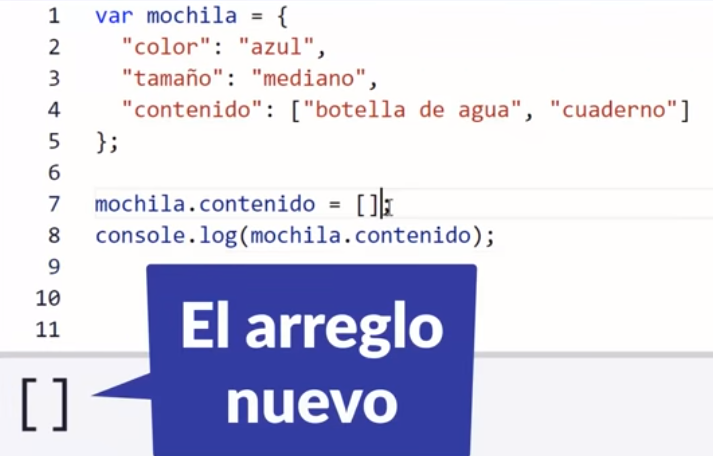 1 var mochila = {
2   "color": "azul",
3   "tamaño": "mediano",
4   "contenido": ["botella de agua", "cuaderno"]
5 };
6
7 mochila.contenido = [];
8 console.log(mochila.contenido);
9
10
11
El arreglo
nuevo
[]